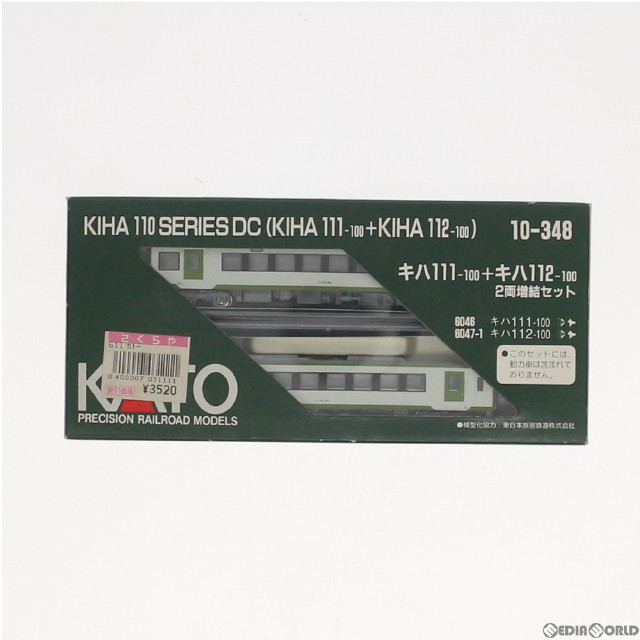 KIHA 110 SERIES DC (KIHA 111-100+KIHA 112-100)
10-348
キハ111-100+キハ112-100
2両増結セット
6046 キハ111-100
6047-1 キハ112-100
●このセットには、
動力車は含まれて
おりません。
さくらや
0 400007 031111
¥3520
KATO
PRECISION RAILROAD MODELS
●模型化協力：東日本旅客鉄道株式会社
MEDIAWORLD